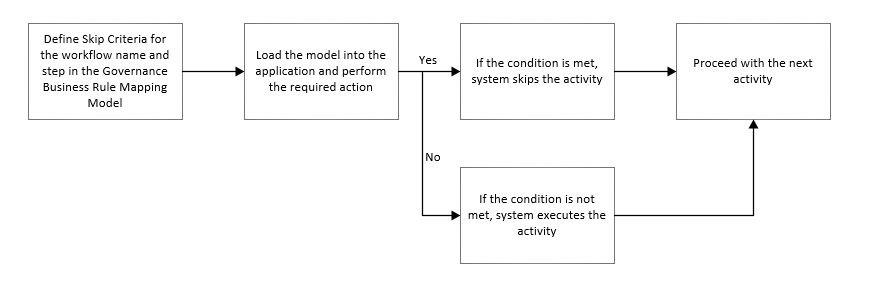 Define Skip Criteria for
the workflow name and
step in the Governance
Business Rule Mapping
Model
Load the model into the
application and perform
the required action
Yes
If the condition is met,
system skips the activity
Proceed with the next
activity
No
If the condition is not
met, system executes the
activity